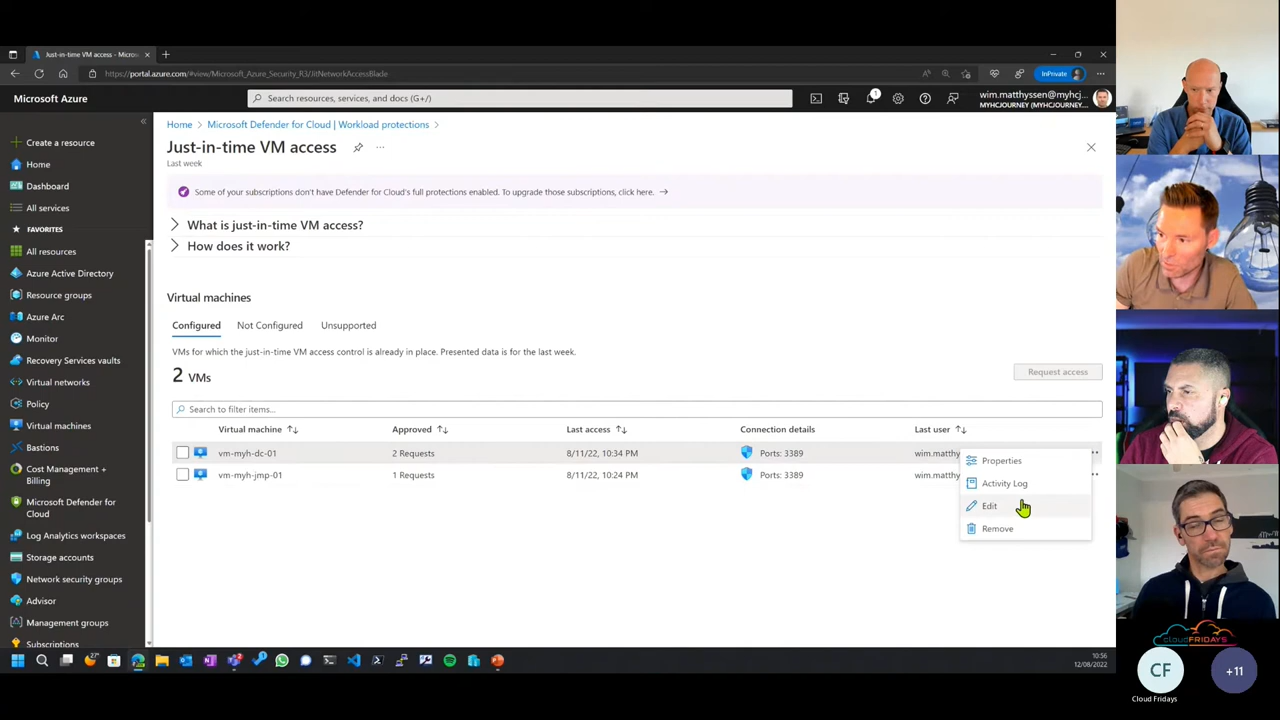 Just-in-time VM access - Micros
https://portal.azure.com/#view/Microsoft_Azure_Security_R3/JitNetworkAccessBlade
InPrivate
Microsoft Azure
Search resources, services, and docs (G+/)
1
wim.matthyssen@myhcj...
MYHCJOURNEY (MYHCJOURNEY....
Create a resource
Home
Dashboard
All services
FAVORITES
All resources
Azure Active Directory
Resource groups
Azure Arc
Monitor
Recovery Services vaults
Virtual networks
Policy
Virtual machines
Bastions
Cost Management +
Billing
Microsoft Defender for
Cloud
Log Analytics workspaces
Storage accounts
Network security groups
Advisor
Management groups
Subscriptions
Home > Microsoft Defender for Cloud | Workload protections >
Just-in-time VM access
Last week
Some of your subscriptions don't have Defender for Cloud's full protections enabled. To upgrade those subscriptions, click here. →
What is just-in-time VM access?
How does it work?
Virtual machines
Configured Not Configured Unsupported
VMs for which the just-in-time VM access control is already in place. Presented data is for the last week.
2 VMs
Request access
Search to filter items...
Virtual machine Approved Last access Connection details Last user
vm-myh-dc-01 2 Requests 8/11/22, 10:34 PM Ports: 3389 wim.matthy
vm-myh-jmp-01 1 Requests 8/11/22, 10:24 PM Ports: 3389 wim.matthy
Properties
Activity Log
Edit
Remove
27°
10:56
12/08/2022
CLOUDFRIDAYS
CF
+11
Cloud Fridays